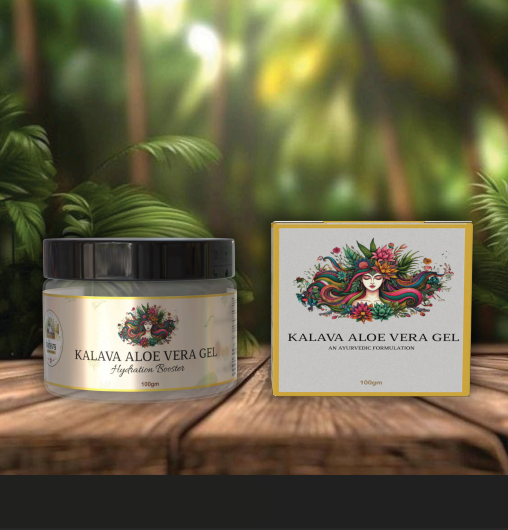 KALAVA ALOE VERA GEL
Hydration Booster
100gm
KALAVA ALOE VERA GEL
AN AYURVEDIC FORMULATION
100gm